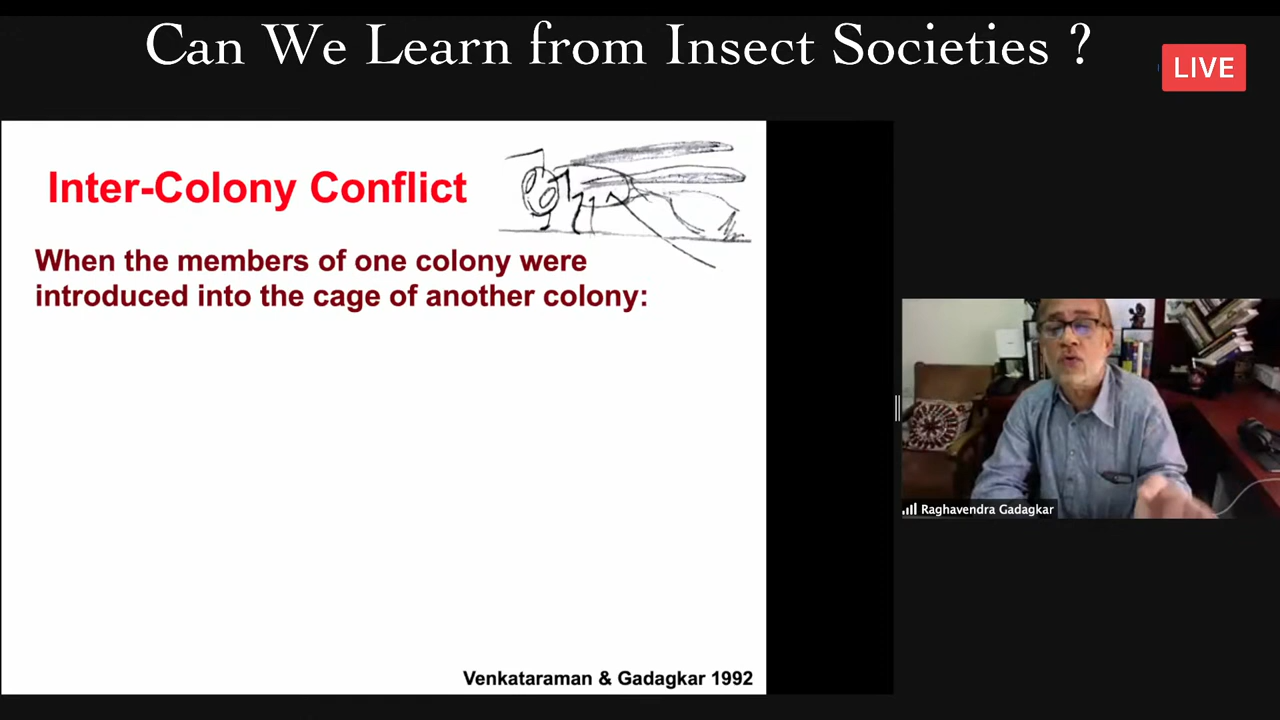 Can We Learn from Insect Societies ?
LIVE
Inter-Colony Conflict
When the members of one colony were
introduced into the cage of another colony:
Venkataraman & Gadagkar 1992
Raghavendra Gadagkar